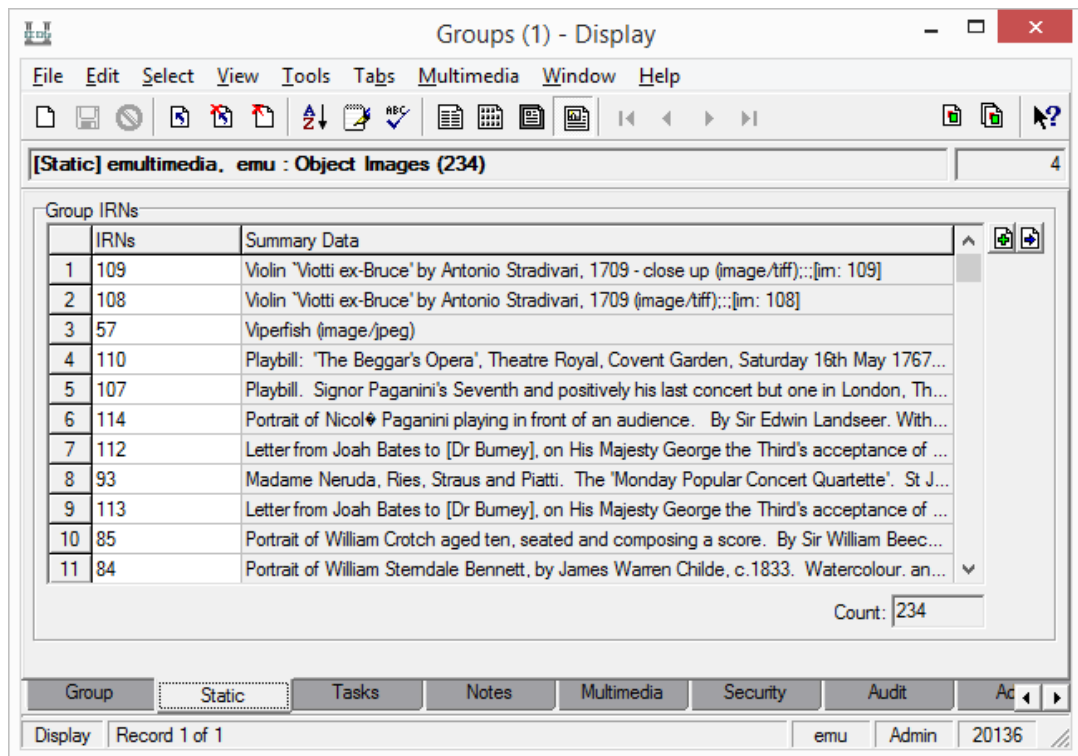 Groups (1) - Display
File Edit Select View Tools Tabs Multimedia Window Help
[Static] emultimedia, emu : Object Images (234) 4
Group IRNs
IRNs Summary Data
1 109 Violin `Viotti ex-Bruce' by Antonio Stradivari, 1709 - close up (image/tiff);:;[irn: 109]
2 108 Violin `Viotti ex-Bruce' by Antonio Stradivari, 1709 (image/tiff);:;[irn: 108]
3 57 Viperfish (image/jpeg)
4 110 Playbill: 'The Beggar's Opera', Theatre Royal, Covent Garden, Saturday 16th May 1767...
5 107 Playbill. Signor Paganini's Seventh and positively his last concert but one in London, Th...
6 114 Portrait of Nicol� Paganini playing in front of an audience. By Sir Edwin Landseer. With...
7 112 Letter from Joah Bates to [Dr Burney], on His Majesty George the Third's acceptance of ...
8 93 Madame Neruda, Ries, Straus and Piatti. The 'Monday Popular Concert Quartette'. St J...
9 113 Letter from Joah Bates to [Dr Burney], on His Majesty George the Third's acceptance of ...
10 85 Portrait of William Crotch aged ten, seated and composing a score. By Sir William Beec...
11 84 Portrait of William Sterndale Bennett, by James Warren Childe, c.1833. Watercolour. an...
Count: 234
Group Static Tasks Notes Multimedia Security Audit Ad
Display Record 1 of 1 emu Admin 20136